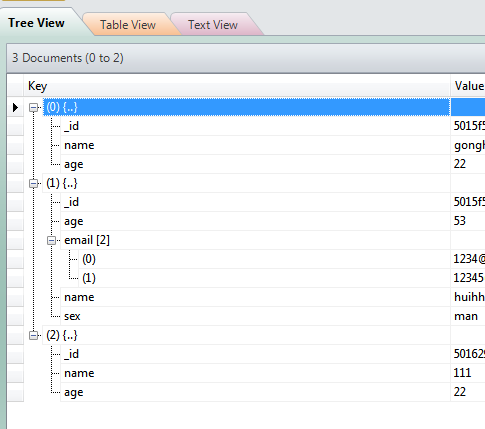 Tree View Table View Text View
3 Documents (0 to 2)
Key Value
(0) {..}
_id 5015f5
name gongh
age 22
(1) {..}
_id 5015f5
age 53
email [2]
(0) 1234@
(1) 12345
name huihh
sex man
(2) {..}
_id 501629
name 111
age 22